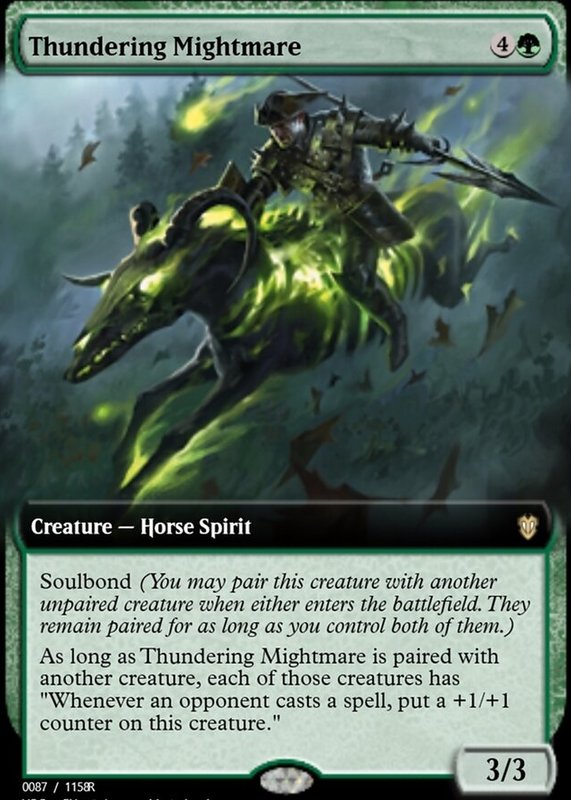 Thundering Mightmare 4
Creature — Horse Spirit
Soulbond (You may pair this creature with another
unpaired creature when either enters the battlefield. They
remain paired for as long as you control both of them.)
As long as Thundering Mightmare is paired with
another creature, each of those creatures has
"Whenever an opponent casts a spell, put a +1/+1
counter on this creature."
3/3
0087 / 1158R